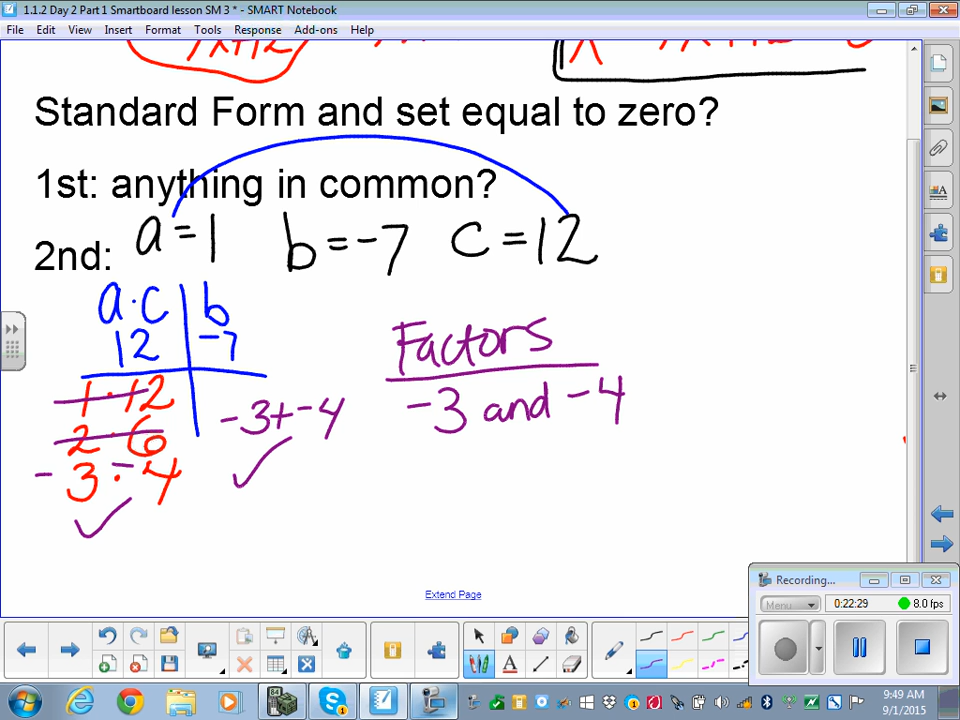 1.1.2 Day 2 Part 1 Smartboard lesson SM 3 * - SMART Notebook
File Edit View Insert Format Tools Response Add-ons Help
Standard Form and set equal to zero?
1st: anything in common?
2nd: a = 1 b = -7 c = 12
a·c b
12 -7
1·12
2·6
-3·-4
-3+-4
Factors
-3 and -4
Extend Page
Recording...
Menu 0:22:29 8.0 fps
9:49 AM
9/1/2015